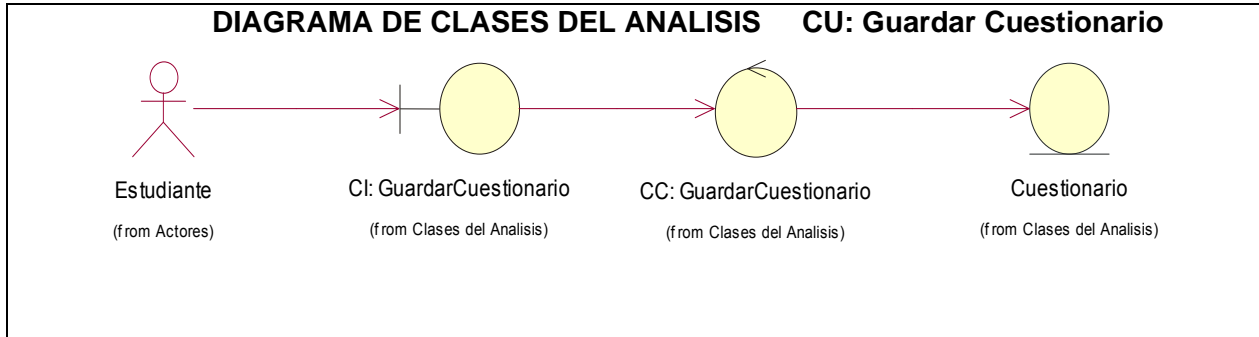 DIAGRAMA DE CLASES DEL ANALISIS CU: Guardar Cuestionario
Estudiante
(from Actores)
CI: GuardarCuestionario
(from Clases del Analisis)
CC: GuardarCuestionario
(from Clases del Analisis)
Cuestionario
(from Clases del Analisis)